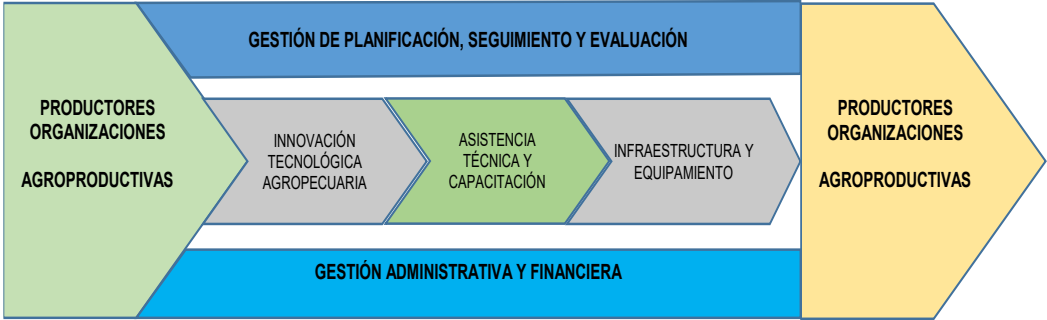 GESTIÓN DE PLANIFICACIÓN, SEGUIMIENTO Y EVALUACIÓN
PRODUCTORES
ORGANIZACIONES
AGROPRODUCTIVAS
INNOVACIÓN
TECNOLÓGICA
AGROPECUARIA
ASISTENCIA
TÉCNICA Y
CAPACITACIÓN
INFRAESTRUCTURA Y
EQUIPAMIENTO
PRODUCTORES
ORGANIZACIONES
AGROPRODUCTIVAS
GESTIÓN ADMINISTRATIVA Y FINANCIERA